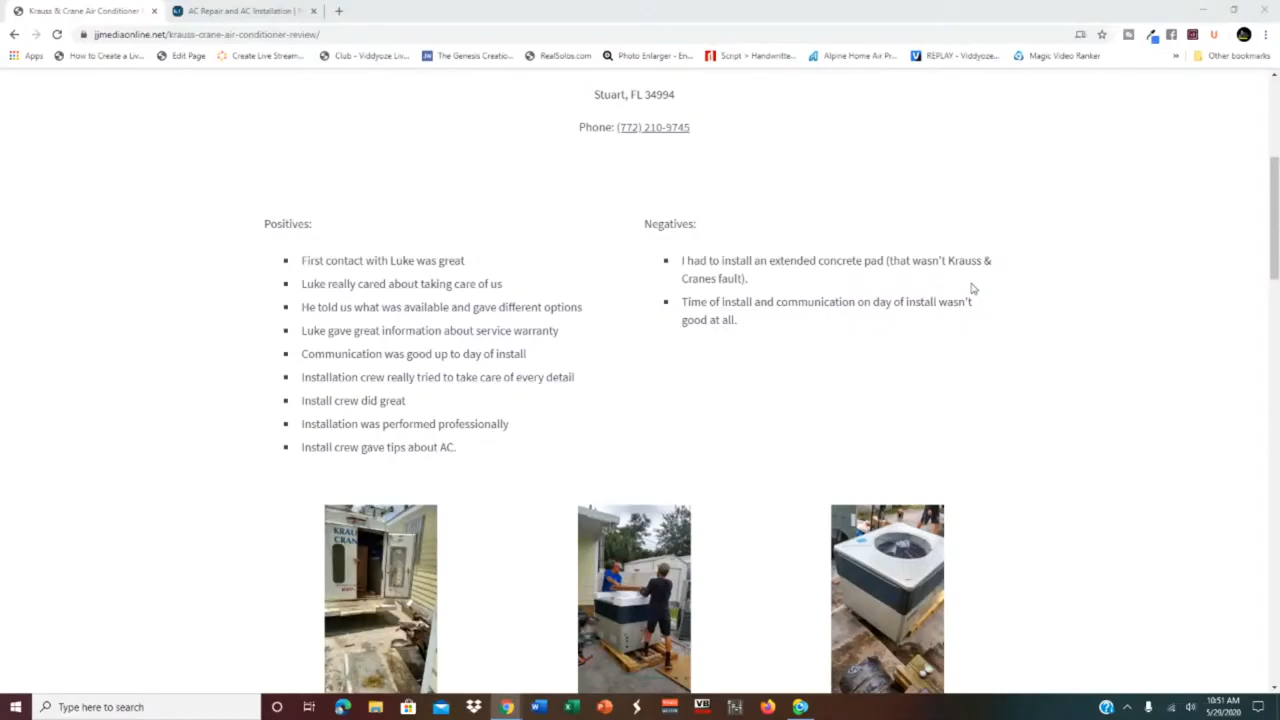 Krauss & Crane Air Conditioner
AC Repair and AC Installation |
jjmediaonline.net/krauss-crane-air-conditioner-review/
Apps
How to Create a Liv...
Edit Page
Create Live Stream...
Club - Viddyoze Liv...
The Genesis Creatio...
RealSolos.com
Photo Enlarger - En...
Script > Handwritte...
Alpine Home Air Pr...
REPLAY - Viddyoze...
Magic Video Ranker
»
Other bookmarks
Stuart, FL 34994
Phone: (772) 210-9745
Positives:
First contact with Luke was great
Luke really cared about taking care of us
He told us what was available and gave different options
Luke gave great information about service warranty
Communication was good up to day of install
Installation crew really tried to take care of every detail
Install crew did great
Installation was performed professionally
Install crew gave tips about AC.
Negatives:
I had to install an extended concrete pad (that wasn't Krauss &
Cranes fault).
Time of install and communication on day of install wasn't
good at all.
KRAU
CRAN
Type here to search
10:51 AM
5/29/2020